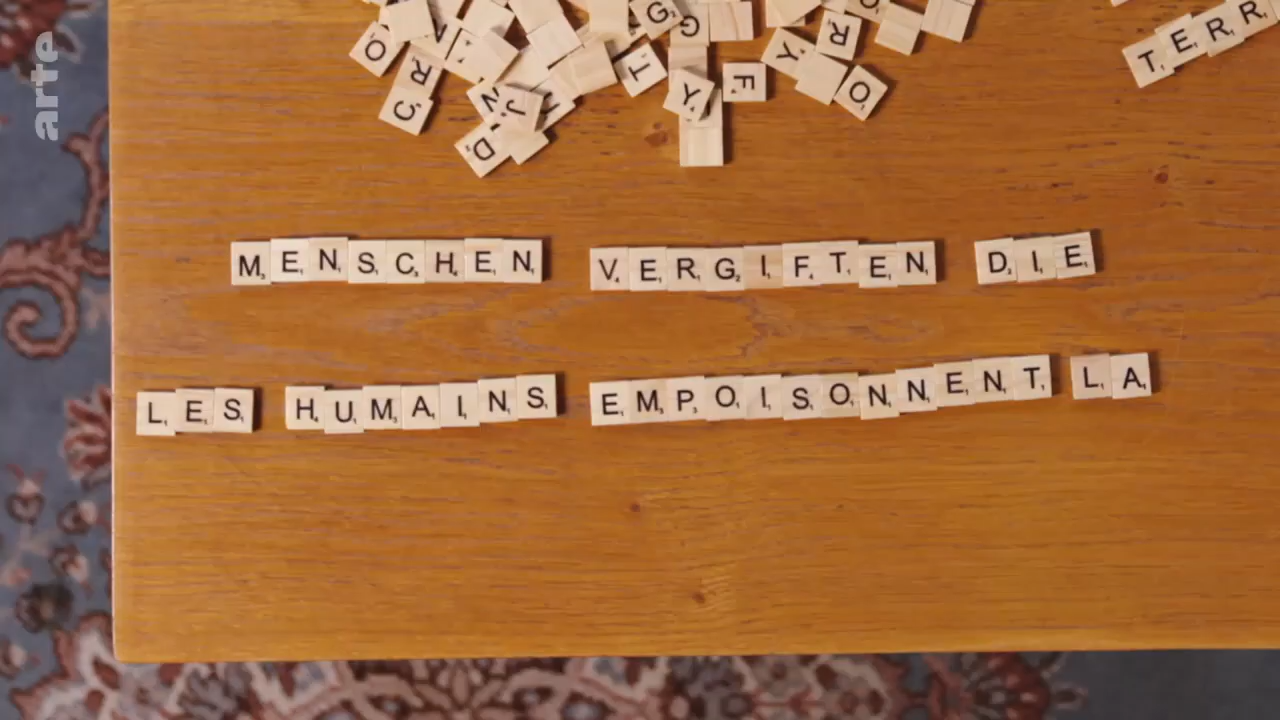 arte
TERR
MENSCHEN VERGIFTEN DIE
LES HUMAINS EMPOISONNENT LA